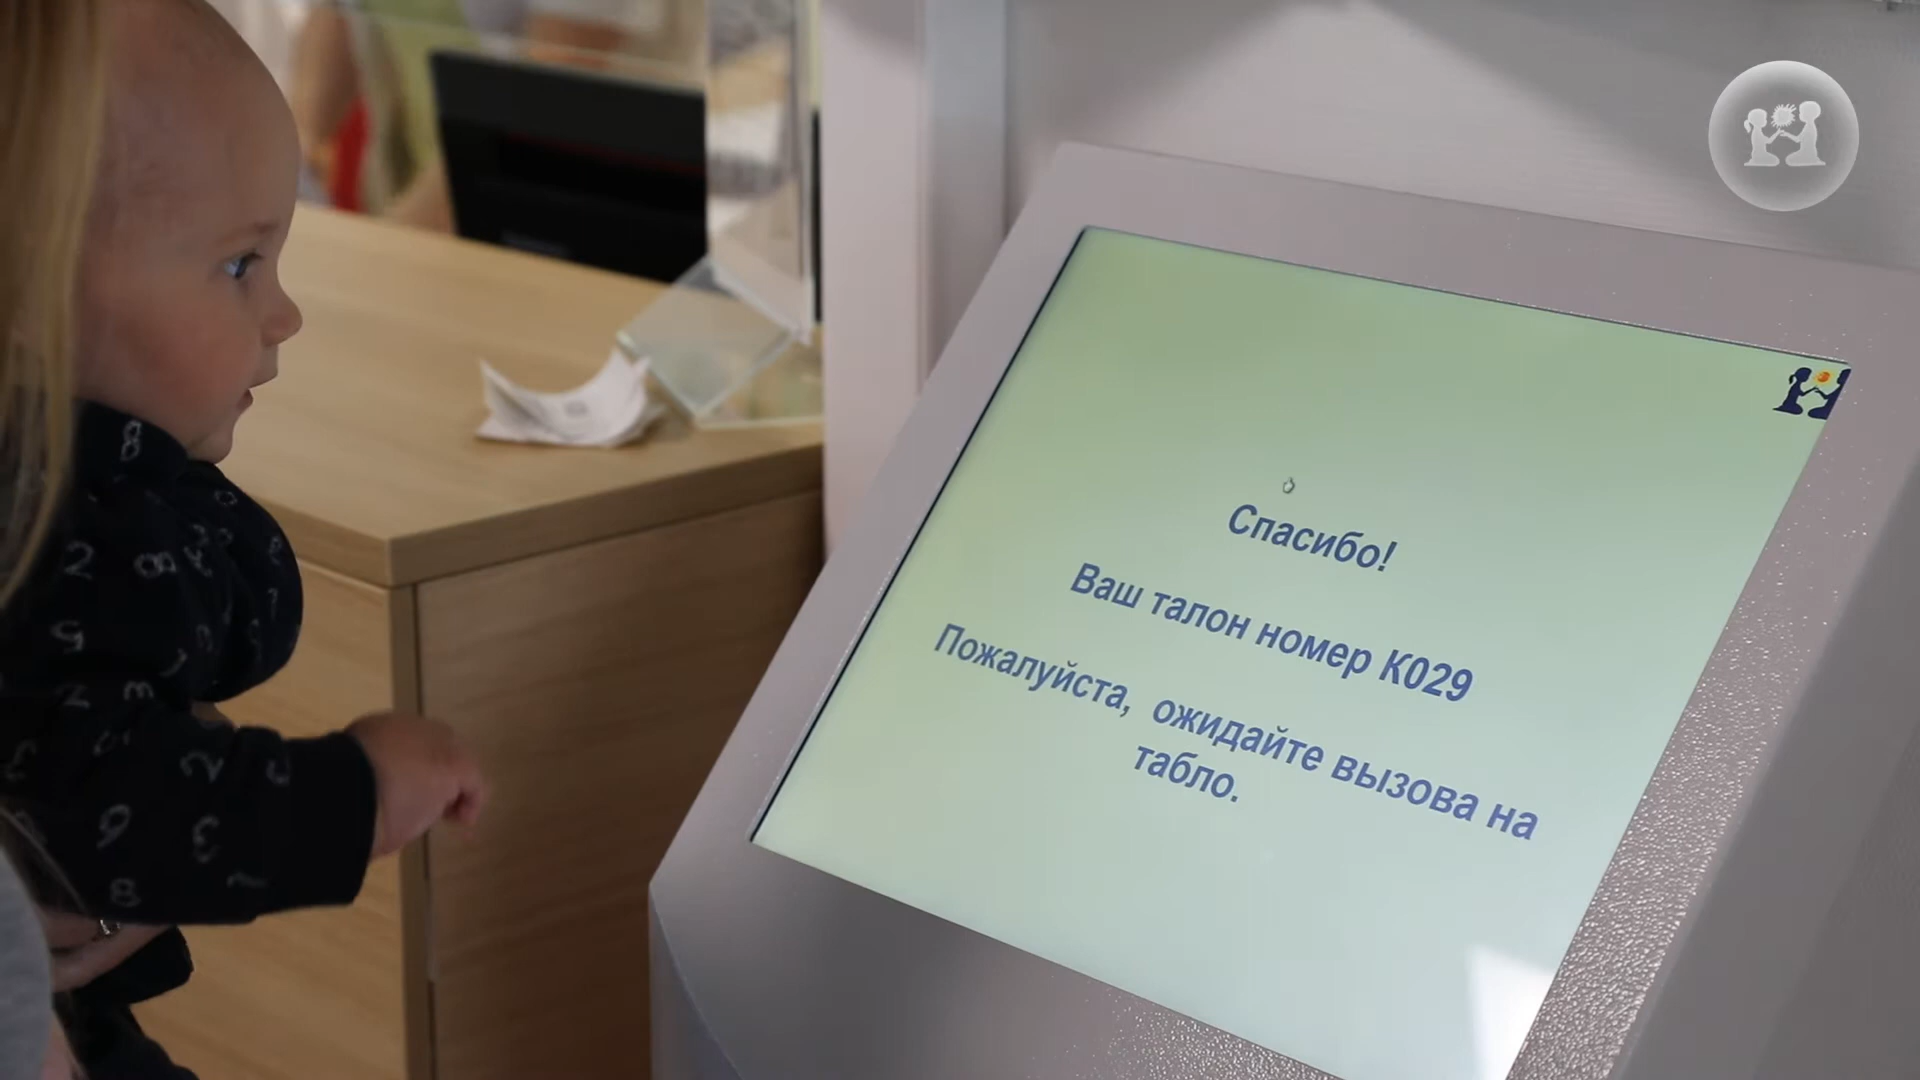 Спасибо!
Ваш талон номер К029
Пожалуйста, ожидайте вызова на
табло.